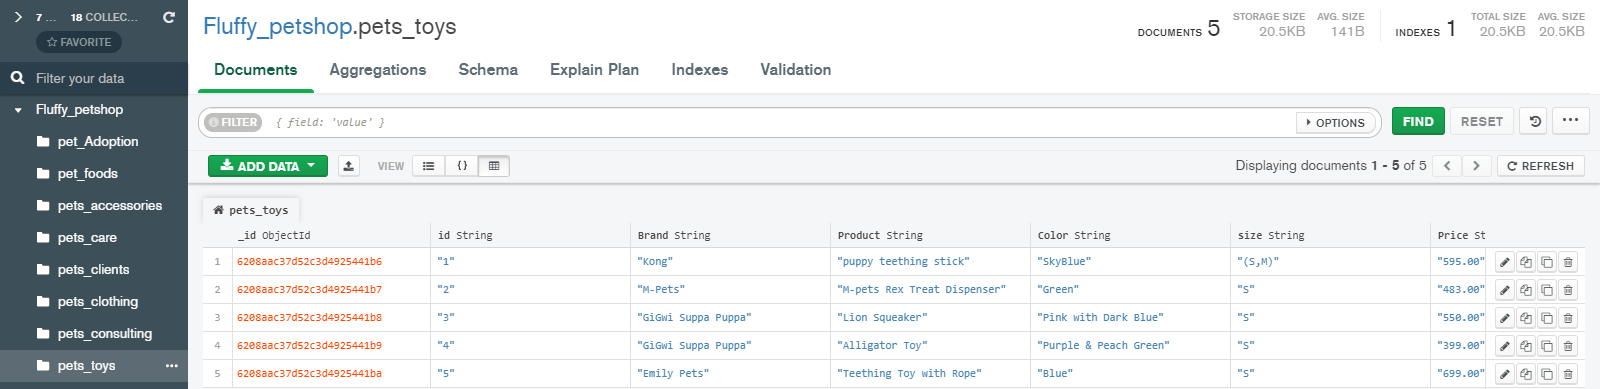 7 ... 18 COLLEC...
FAVORITE
Filter your data
Fluffy_petshop
pet_Adoption
pet_foods
pets_accessories
pets_care
pets_clients
pets_clothing
pets_consulting
pets_toys ...
Fluffy_petshop.pets_toys
DOCUMENTS 5 STORAGE SIZE 20.5KB AVG. SIZE 141B INDEXES 1 TOTAL SIZE 20.5KB AVG. SIZE 20.5KB
Documents Aggregations Schema Explain Plan Indexes Validation
FILTER { field: 'value' } OPTIONS FIND RESET ...
ADD DATA VIEW {} Displaying documents 1 - 5 of 5 < > REFRESH
pets_toys
_id ObjectId id String Brand String Product String Color String size String Price St
1 6208aac37d52c3d4925441b6 "1" "Kong" "puppy teething stick" "SkyBlue" "(S,M)" "595.00"
2 6208aac37d52c3d4925441b7 "2" "M-Pets" "M-pets Rex Treat Dispenser" "Green" "S" "483.00"
3 6208aac37d52c3d4925441b8 "3" "GiGwi Suppa Puppa" "Lion Squeaker" "Pink with Dark Blue" "S" "550.00"
4 6208aac37d52c3d4925441b9 "4" "GiGwi Suppa Puppa" "Alligator Toy" "Purple & Peach Green" "S" "399.00"
5 6208aac37d52c3d4925441ba "5" "Emily Pets" "Teething Toy with Rope" "Blue" "S" "699.00"